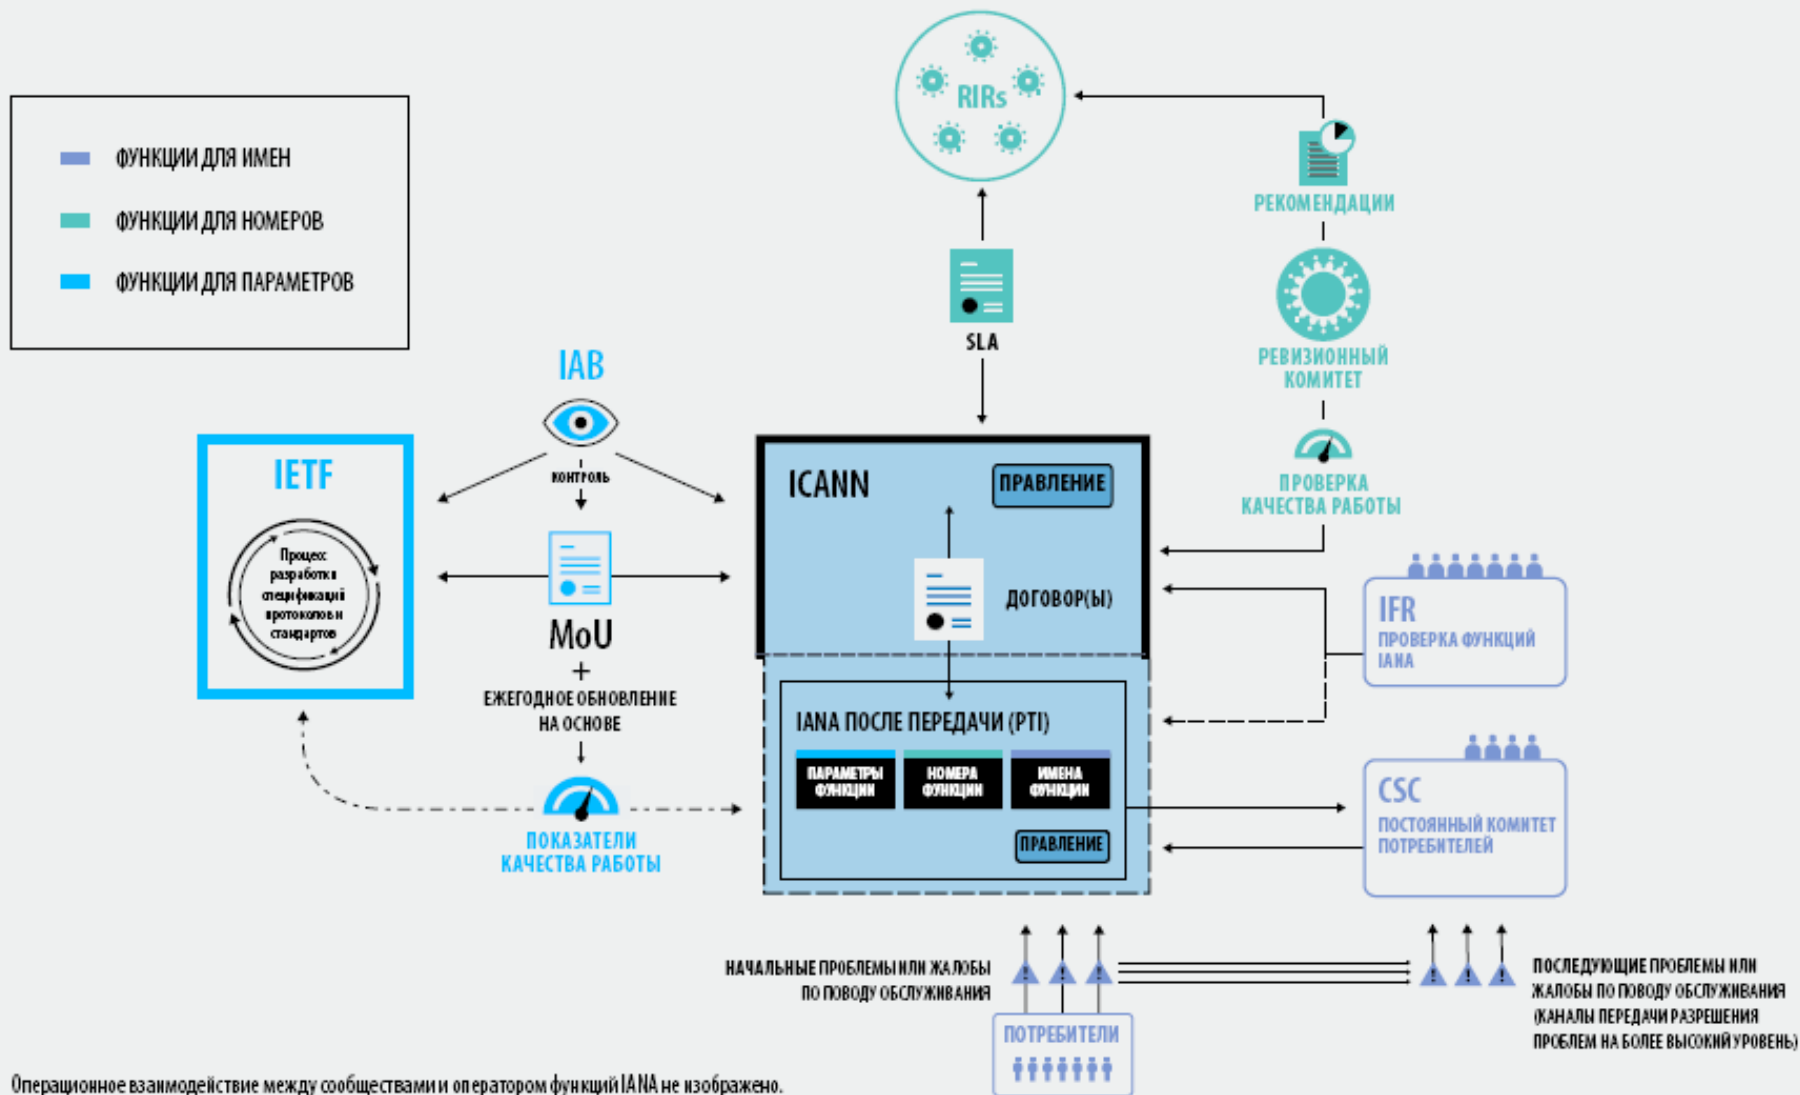 RIRs
ФУНКЦИИ ДЛЯ ИМЕН
ФУНКЦИИ ДЛЯ НОМЕРОВ
ФУНКЦИИ ДЛЯ ПАРАМЕТРОВ
РЕКОМЕНДАЦИИ
SLA
РЕВИЗИОННЫЙ
КОМИТЕТ
IAB
КОНТРОЛЬ
IETF
Процесс
разработки
спецификаций
протоколов и
стандартов
ICANN
ПРАВЛЕНИЕ
ПРОВЕРКА
КАЧЕСТВА РАБОТЫ
ДОГОВОР(Ы)
MoU
+
ЕЖЕГОДНОЕ ОБНОВЛЕНИЕ
НА ОСНОВЕ
IFR
ПРОВЕРКА ФУНКЦИЙ
IANA
IANA ПОСЛЕ ПЕРЕДАЧИ (PTI)
ПАРАМЕТРЫ
ФУНКЦИИ
НОМЕРА
ФУНКЦИИ
ИМЕНА
ФУНКЦИИ
ПРАВЛЕНИЕ
CSC
ПОСТОЯННЫЙ КОМИТЕТ
ПОТРЕБИТЕЛЕЙ
ПОКАЗАТЕЛИ
КАЧЕСТВА РАБОТЫ
НАЧАЛЬНЫЕ ПРОБЛЕМЫ ИЛИ ЖАЛОБЫ
ПО ПОВОДУ ОБСЛУЖИВАНИЯ
! ! !
! ! !
ПОСЛЕДУЮЩИЕ ПРОБЛЕМЫ ИЛИ
ЖАЛОБЫ ПО ПОВОДУ ОБСЛУЖИВАНИЯ
(КАНАЛЫ ПЕРЕДАЧИ РАЗРЕШЕНИЯ
ПРОБЛЕМ НА БОЛЕЕ ВЫСОКИЙ УРОВЕНЬ)
ПОТРЕБИТЕЛИ
Операционное взаимодействие между сообществами и оператором функций IANA не изображено.